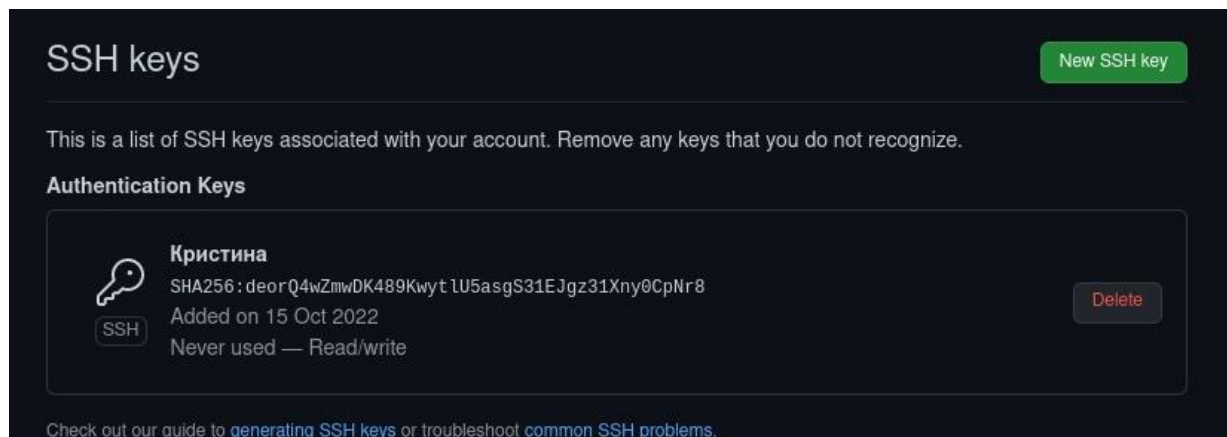 SSH keys
New SSH key
This is a list of SSH keys associated with your account. Remove any keys that you do not recognize.
Authentication Keys
Кристина
SHA256:deorQ4wZmwDK489KwytlU5asgS31EJgz31Xny0CpNr8
Added on 15 Oct 2022
Never used — Read/write
SSH
Delete
Check out our guide to generating SSH keys or troubleshoot common SSH problems.